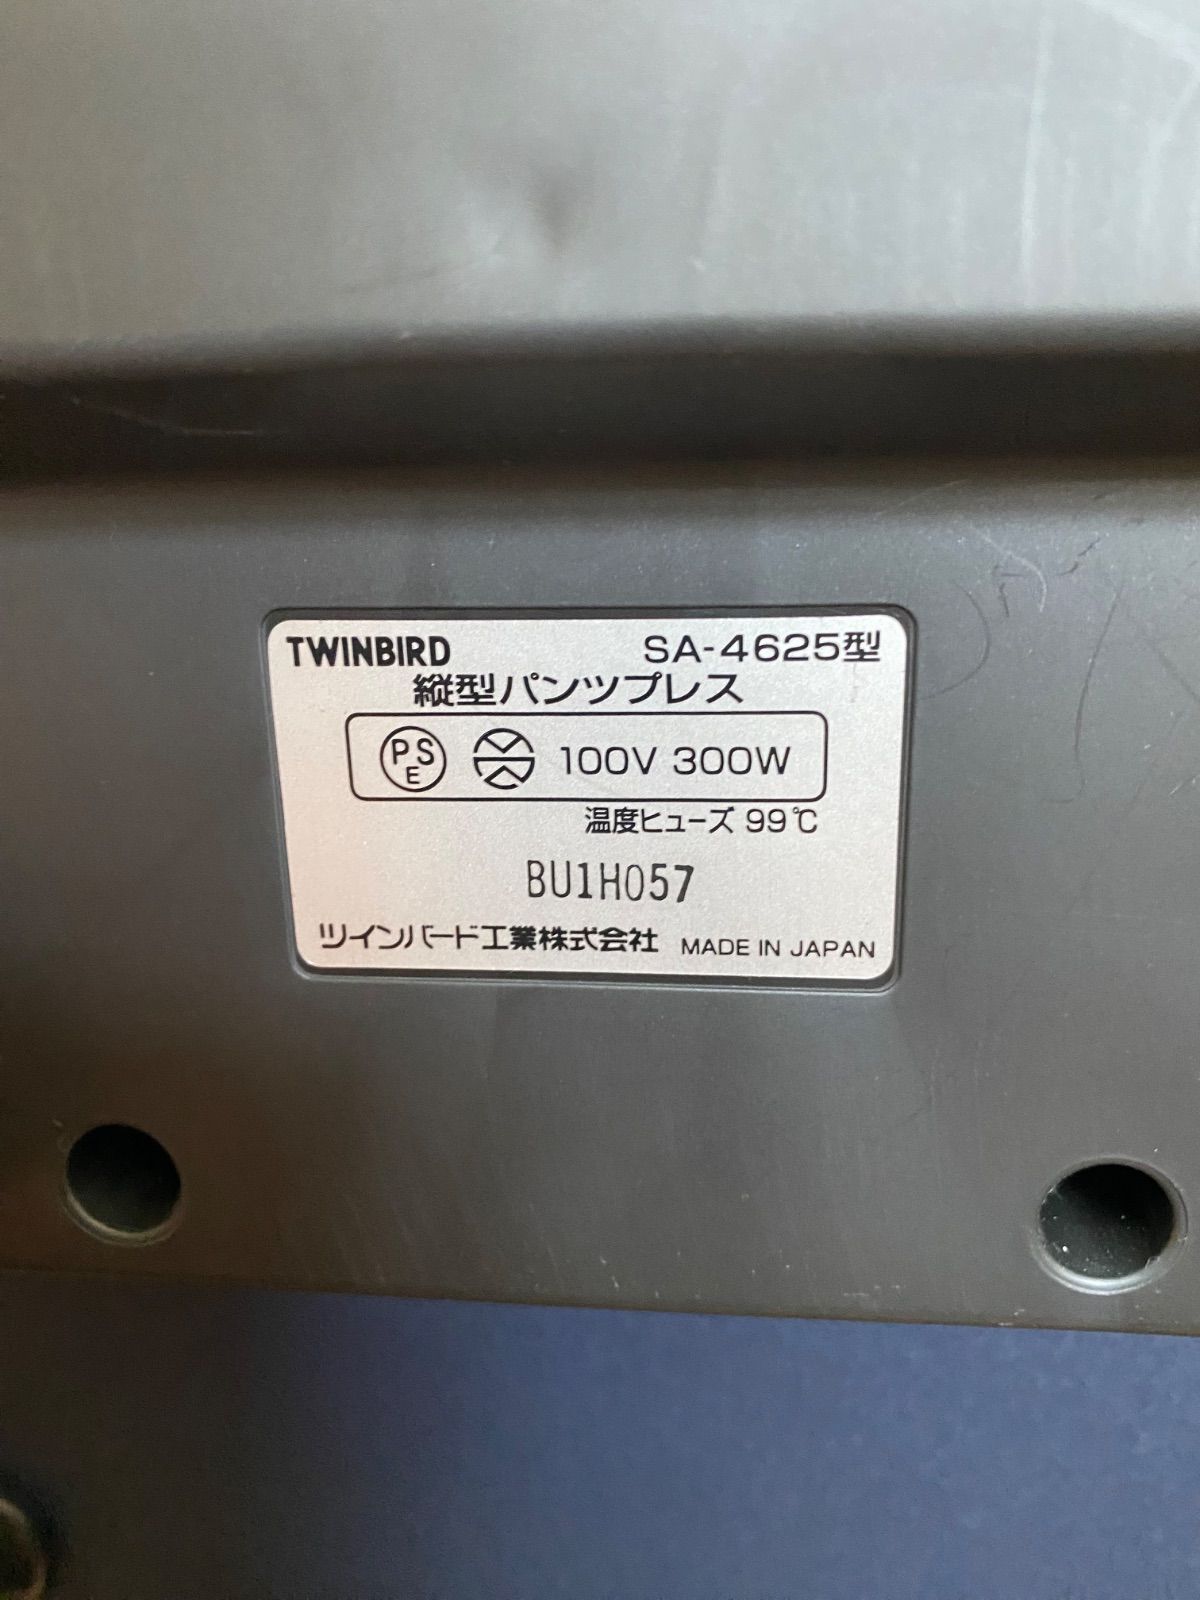 TWINBIRD SA-4625型
縦型パンツプレス
PSE 100V 300W
温度ヒューズ 99℃
BU1H057
ツインバード工業株式会社 MADE IN JAPAN